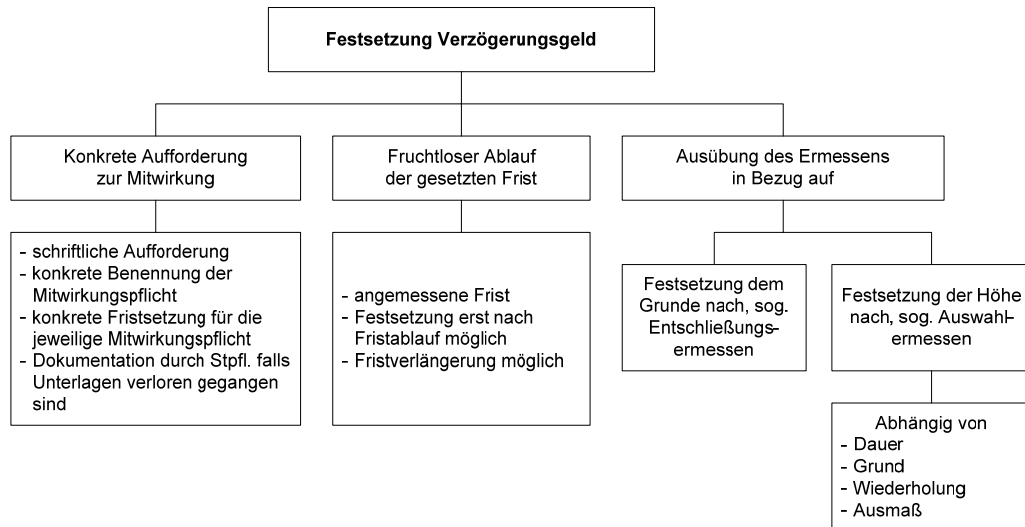 Festsetzung Verzögerungsgeld
Konkrete Aufforderung
zur Mitwirkung
- schriftliche Aufforderung
- konkrete Benennung der
Mitwirkungspflicht
- konkrete Fristsetzung für die
jeweilige Mitwirkungspflicht
- Dokumentation durch Stpfl. falls
Unterlagen verloren gegangen
sind
Fruchtloser Ablauf
der gesetzten Frist
- angemessene Frist
- Festsetzung erst nach
Fristablauf möglich
- Fristverlängerung möglich
Ausübung des Ermessens
in Bezug auf
Festsetzung dem
Grunde nach, sog.
Entschließungs-
ermessen
Festsetzung der Höhe
nach, sog. Auswahl-
ermessen
Abhängig von
- Dauer
- Grund
- Wiederholung
- Ausmaß